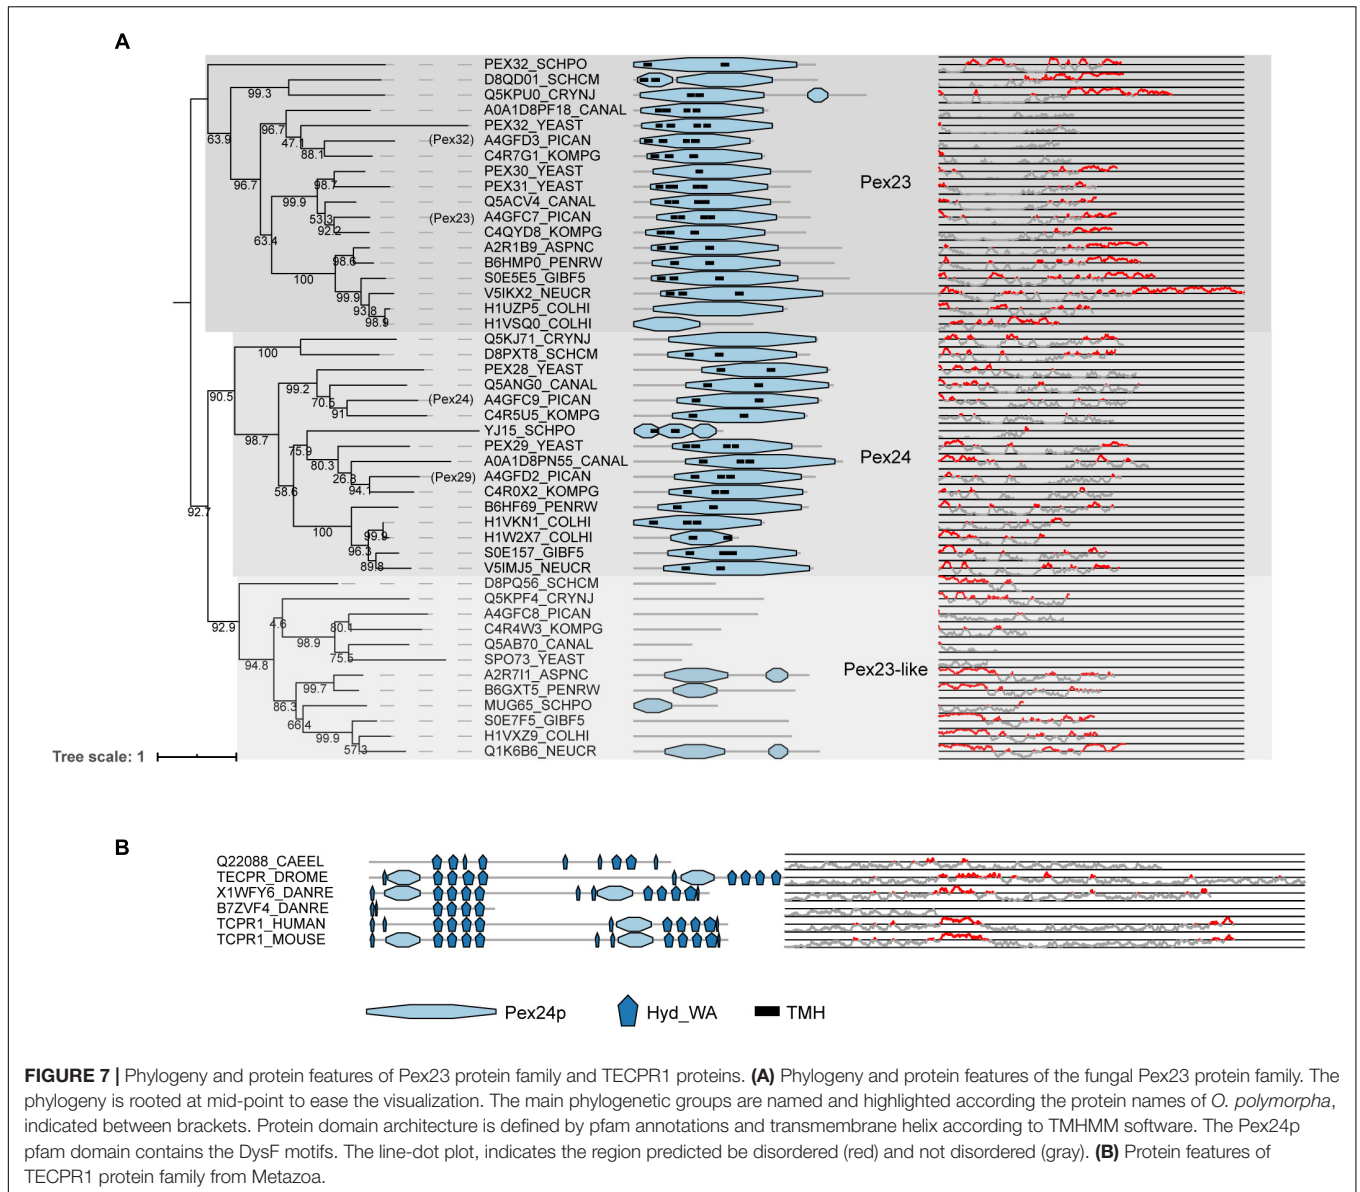 A
PEX32_SCHPO
D8QD01_SCHCM
99.3
Q5KPU0_CRYNJ
A0A1D8PF18_CANAL
96.7
PEX32_YEAST
63.9
47.1
(Pex32)
A4GFD3_PICAN
88.1
C4R7G1_KOMPG
PEX30_YEAST
96.7
98.7
PEX31_YEAST
Pex23
99.9
Q5ACV4_CANAL
53.3
(Pex23)
A4GFC7_PICAN
92.2
C4QYD8_KOMPG
63.4
A2R1B9_ASPNC
98.6
B6HMP0_PENRW
100
S0E5E5_GIBF5
99.9
V5IKX2_NEUCR
93.8
H1UZP5_COLHI
98.9
H1VSQ0_COLHI
Q5KJ71_CRYNJ
100
D8PXT8_SCHCM
PEX28_YEAST
90.5
99.2
Q5ANG0_CANAL
70.5
(Pex24)
A4GFC9_PICAN
91
C4R5U5_KOMPG
YJ15_SCHPO
98.7
75.9
PEX29_YEAST
Pex24
80.3
A0A1D8PN55_CANAL
26.8
(Pex29)
A4GFD2_PICAN
58.6
94.1
C4R0X2_KOMPG
92.7
B6HF69_PENRW
H1VKN1_COLHI
100
99.9
H1W2X7_COLHI
96.3
S0E157_GIBF5
89.8
V5IMJ5_NEUCR
D8PQ56_SCHCM
Q5KPF4_CRYNJ
A4GFC8_PICAN
92.9
4.6
80.1
C4R4W3_KOMPG
98.9
Q5AB70_CANAL
75.5
SPO73_YEAST
94.8
Pex23-like
A2R7I1_ASPNC
99.7
B6GXT5_PENRW
86.3
MUG65_SCHPO
66.4
S0E7F5_GIBF5
99.9
H1VXZ9_COLHI
57.3
Q1K6B6_NEUCR
Tree scale: 1
B
Q22088_CAEEL
TECPR_DROME
X1WFY6_DANRE
B7ZVF4_DANRE
TCPR1_HUMAN
TCPR1_MOUSE
Pex24p Hyd_WA TMH
FIGURE 7 | Phylogeny and protein features of Pex23 protein family and TECPR1 proteins. (A) Phylogeny and protein features of the fungal Pex23 protein family. The
phylogeny is rooted at mid-point to ease the visualization. The main phylogenetic groups are named and highlighted according the protein names of O. polymorpha,
indicated between brackets. Protein domain architecture is defined by pfam annotations and transmembrane helix according to TMHMM software. The Pex24p
pfam domain contains the DysF motifs. The line-dot plot, indicates the region predicted be disordered (red) and not disordered (gray). (B) Protein features of
TECPR1 protein family from Metazoa.